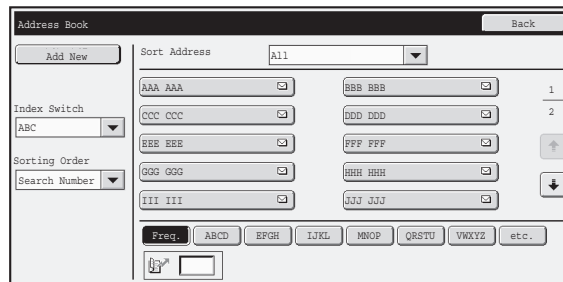 Address Book
Back
Add New
Sort Address
All
AAA AAA
BBB BBB
1
Index Switch
CCC CCC
DDD DDD
2
ABC
EEE EEE
FFF FFF
Sorting Order
GGG GGG
HHH HHH
Search Number
III III
JJJ JJJ
Freq. ABCD EFGH IJKL MNOP QRSTU VWXYZ etc.